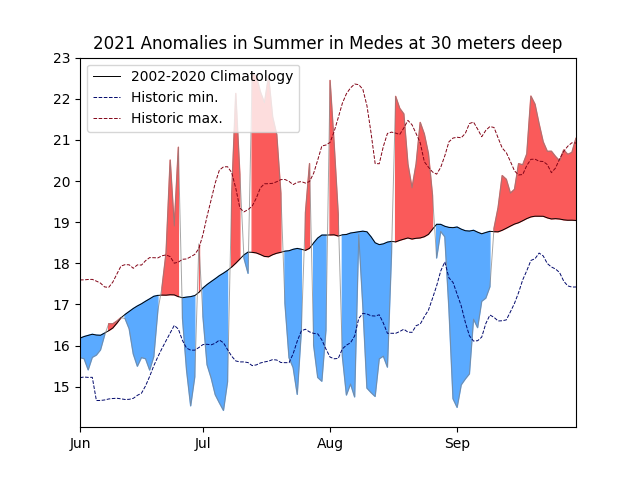 2021 Anomalies in Summer in Medes at 30 meters deep
23
22
21
20
19
18
17
16
15
2002-2020 Climatology
Historic min.
Historic max.
Jun
Jul
Aug
Sep